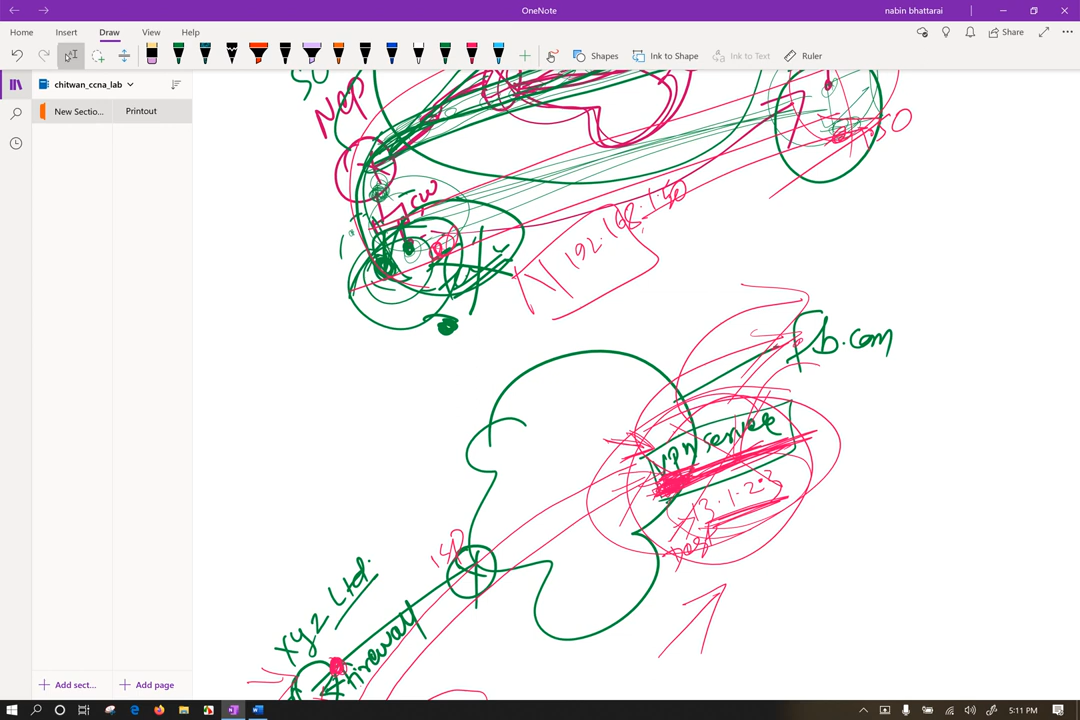 OneNote
nabin bhattarai
Home
Insert
Draw
View
Help
Share
Shapes
Ink to Shape
Ink to Text
Ruler
chitwan_ccna_lab
New Sectio...
Printout
192.168.1.50
fb.com
VPN server
ISP
XYZ Ltd.
Firewall
Add sect...
Add page
5:11 PM